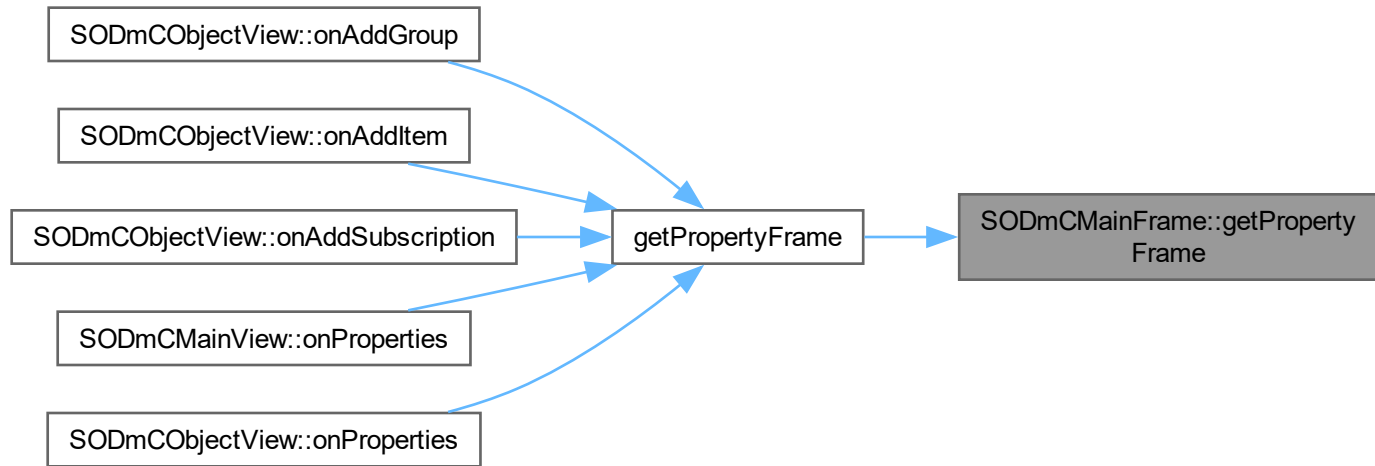 SODmCObjectView::onAddGroup
SODmCObjectView::onAddItem
SODmCObjectView::onAddSubscription
SODmCMainView::onProperties
SODmCObjectView::onProperties
getPropertyFrame
SODmCMainFrame::getProperty
Frame